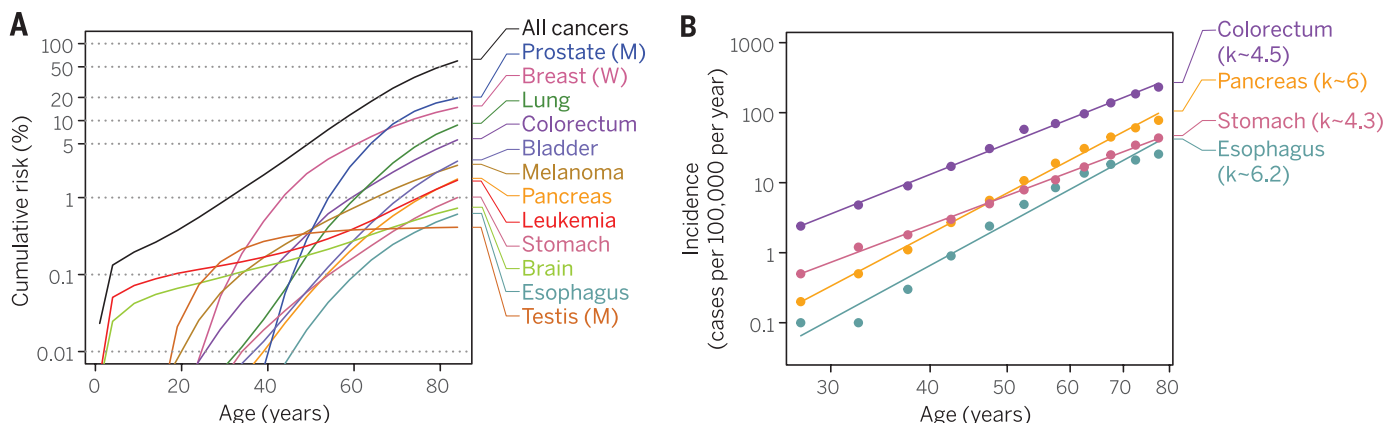 A
Cumulative risk (%)
100
50
20
10
5
1
0.1
0.01
0
20
40
60
80
Age (years)
All cancers
Prostate (M)
Breast (W)
Lung
Colorectum
Bladder
Melanoma
Pancreas
Leukemia
Stomach
Brain
Esophagus
Testis (M)
B
Incidence
(cases per 100,000 per year)
1000
100
10
1
0.1
30
40
50
60
70
80
Age (years)
Colorectum
(k~4.5)
Pancreas (k~6)
Stomach (k~4.3)
Esophagus
(k~6.2)